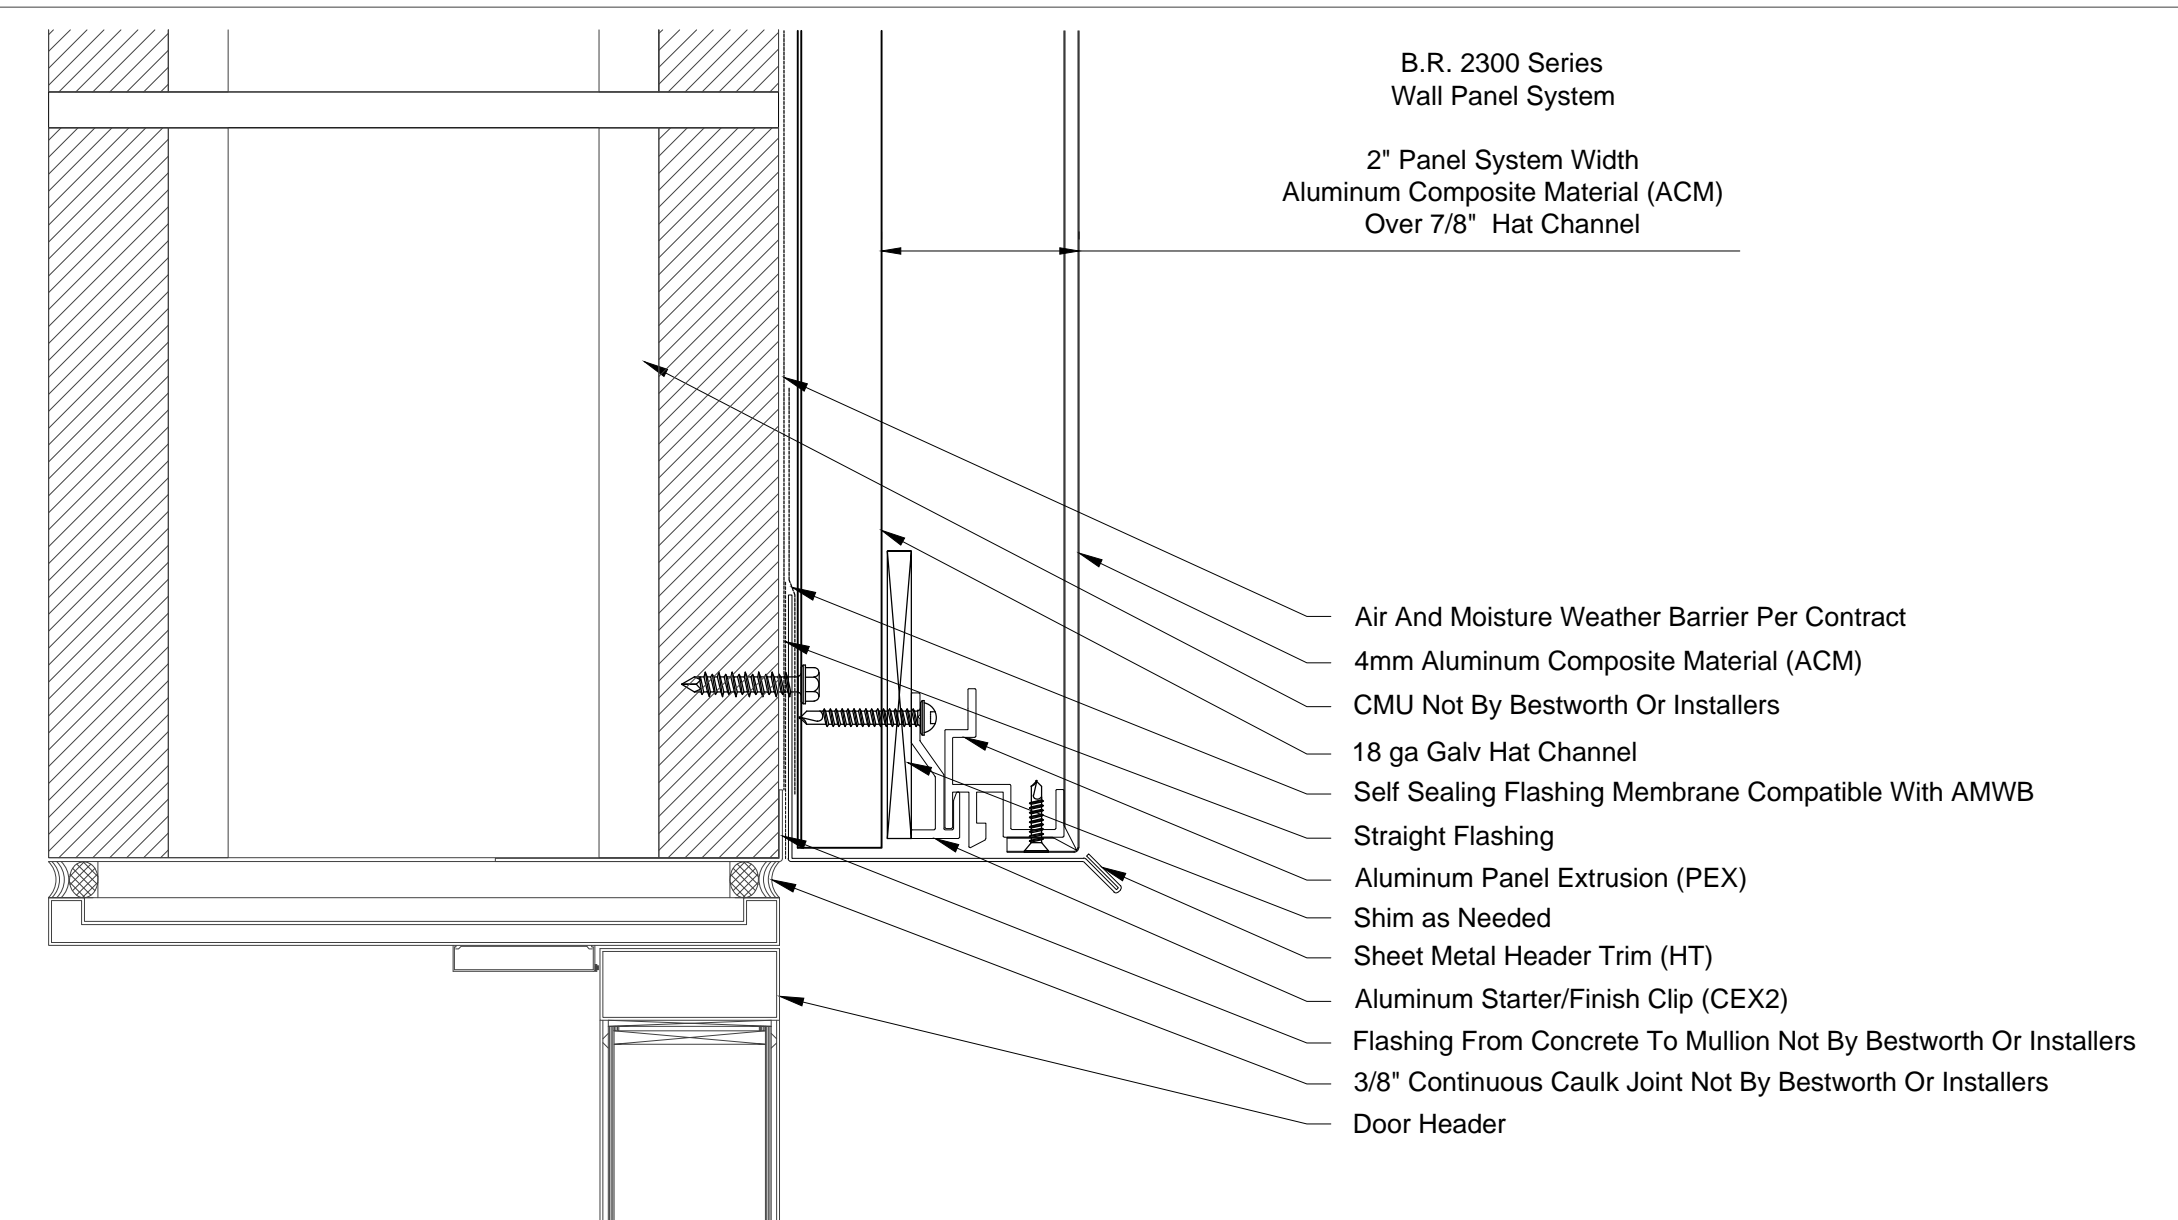 B.R. 2300 Series
Wall Panel System
2" Panel System Width
Aluminum Composite Material (ACM)
Over 7/8" Hat Channel
Air And Moisture Weather Barrier Per Contract
4mm Aluminum Composite Material (ACM)
CMU Not By Bestworth Or Installers
18 ga Galv Hat Channel
Self Sealing Flashing Membrane Compatible With AMWB
Straight Flashing
Aluminum Panel Extrusion (PEX)
Shim as Needed
Sheet Metal Header Trim (HT)
Aluminum Starter/Finish Clip (CEX2)
Flashing From Concrete To Mullion Not By Bestworth Or Installers
3/8" Continuous Caulk Joint Not By Bestworth Or Installers
Door Header